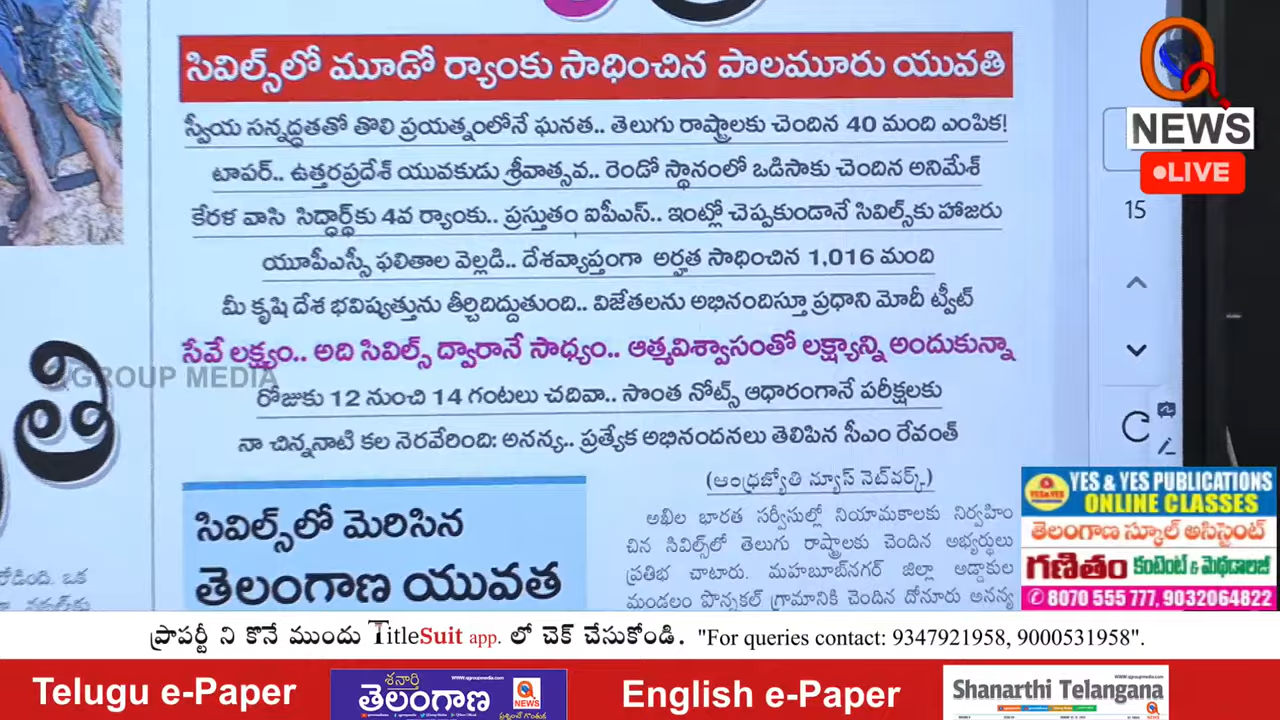 సివిల్స్‌లో మూడో ర్యాంకు సాధించిన పాలమూరు యువతి
స్వీయ సన్నద్ధతతో తొలి ప్రయత్నంలోనే ఘనత.. తెలుగు రాష్ట్రాలకు చెందిన 40 మంది ఎంపిక!
టాపర్.. ఉత్తరప్రదేశ్ యువకుడు శ్రీవాత్సవ.. రెండో స్థానంలో ఒడిసాకు చెందిన అనిమేశ్
కేరళ వాసి సిద్ధార్థ్‌కు 4వ ర్యాంకు.. ప్రస్తుతం ఐపీఎస్.. ఇంట్లో చెప్పకుండానే సివిల్స్‌కు హాజరు
యూపీఎస్సీ ఫలితాల వెల్లడి.. దేశవ్యాప్తంగా అర్హత సాధించిన 1,016 మంది
మీ కృషి దేశ భవిష్యత్తును తీర్చిదిద్దుతుంది.. విజేతలను అభినందిస్తూ ప్రధాని మోదీ ట్వీట్
సేవే లక్ష్యం.. అది సివిల్స్ ద్వారానే సాధ్యం.. ఆత్మవిశ్వాసంతో లక్ష్యాన్ని అందుకున్నా
రోజుకు 12 నుంచి 14 గంటలు చదివా.. సొంత నోట్స్ ఆధారంగానే పరీక్షలకు
నా చిన్ననాటి కల నెరవేరింది: అనన్య.. ప్రత్యేక అభినందనలు తెలిపిన సీఎం రేవంత్
సివిల్స్‌లో మెరిసిన
తెలంగాణ యువత
(ఆంధ్రజ్యోతి న్యూస్ నెట్‌వర్క్)
అఖిల భారత సర్వీసుల్లో నియామకాలకు నిర్వహిం
చిన సివిల్స్‌లో తెలుగు రాష్ట్రాలకు చెందిన అభ్యర్థులు
ప్రతిభ చాటారు. మహబూబ్‌నగర్ జిల్లా అడ్డాకుల
మండలం పొన్నకల్ గ్రామానికి చెందిన దోనూరు అనన్య
తి
QGROUP MEDIA
ఒక
NEWS
LIVE
15
YES & YES PUBLICATIONS
ONLINE CLASSES
తెలంగాణ స్కూల్ అసిస్టెంట్
గణితం కంటెంట్ & మెథడాలజీ
8070 555 777, 9032064822
ప్రాపర్టీ ని కొనే ముందు TitleSuit app. లో చెక్ చేసుకోండి. "For queries contact: 9347921958, 9000531958".
Telugu e-Paper
శనార్తి
తెలంగాణ
NEWS
English e-Paper
Shanarthi Telangana